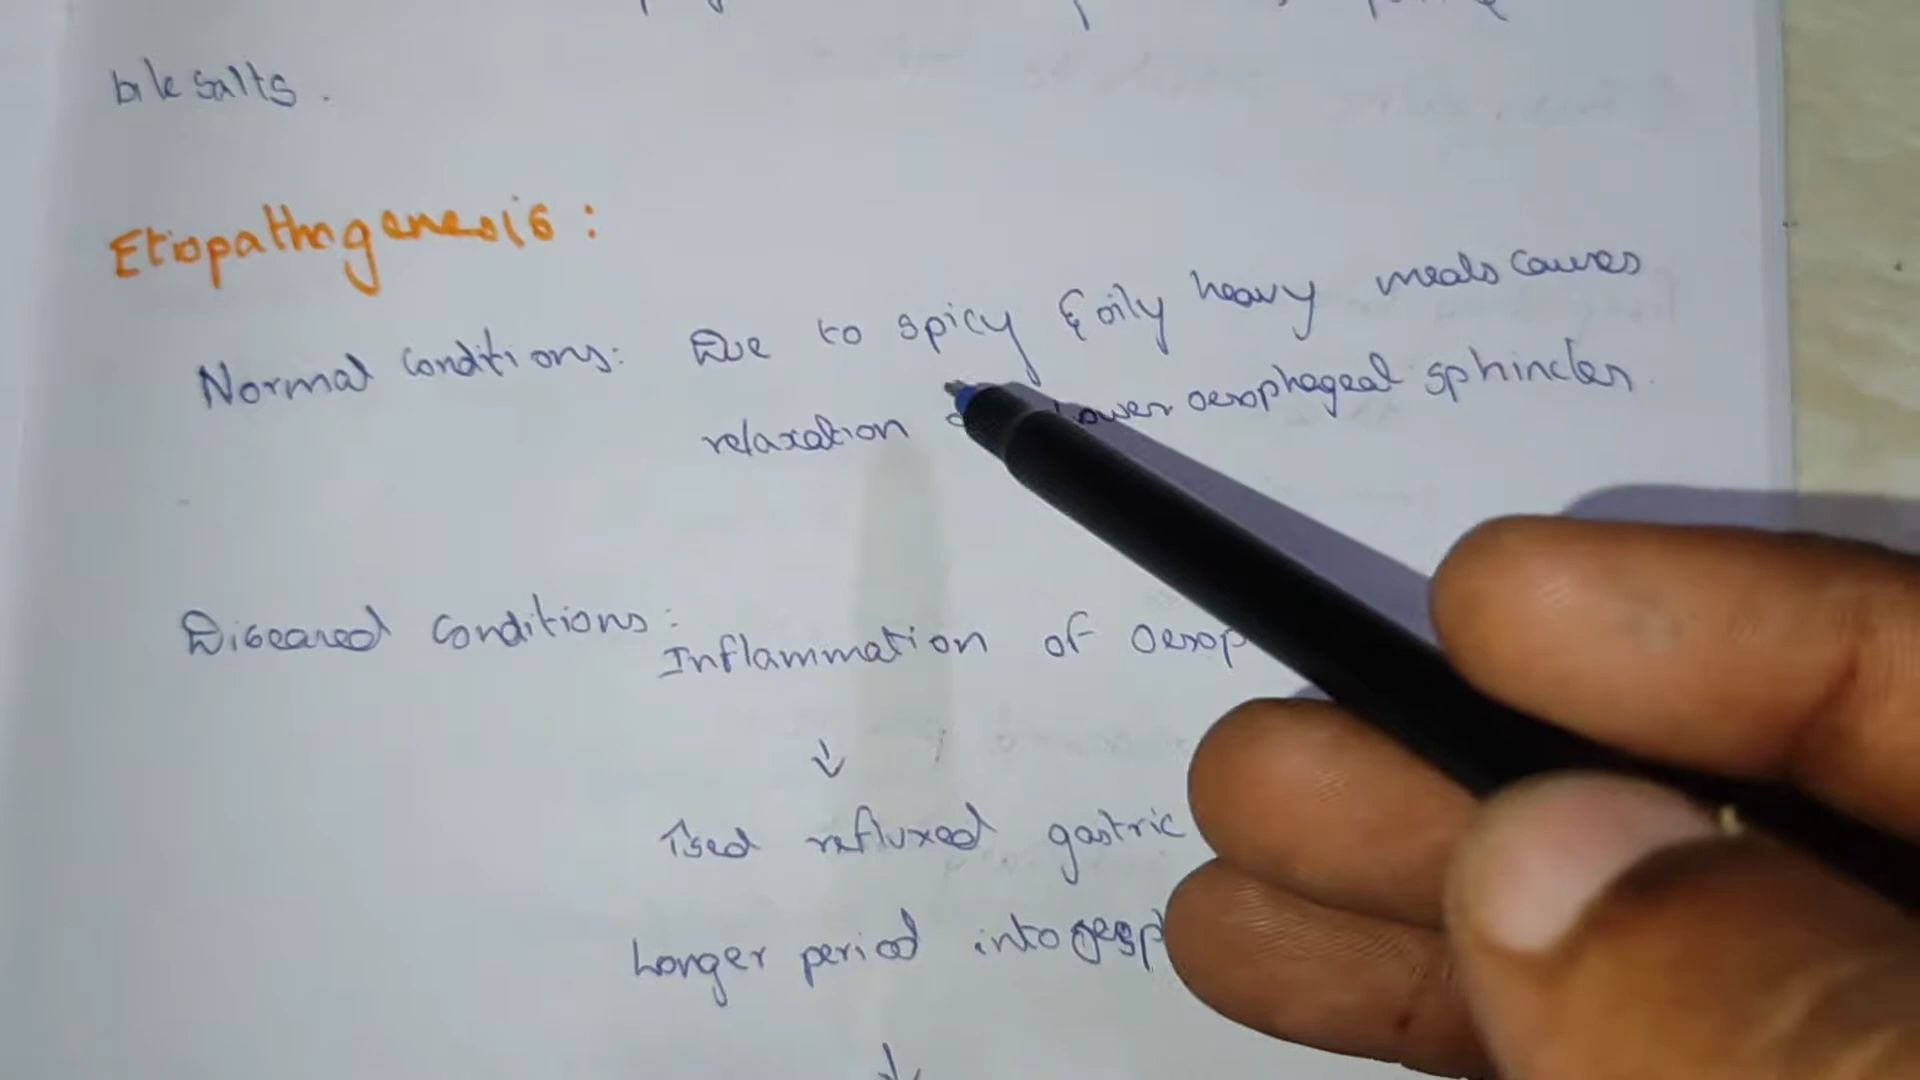 bile salts.
Etiopathogenesis:
Normal conditions: Due to spicy & oily heavy meals causes
relaxation lower oesophageal sphincter.
Diseased conditions: Inflammation of oesop
↓
↑sed refluxed gastric
longer period into oesop
↓